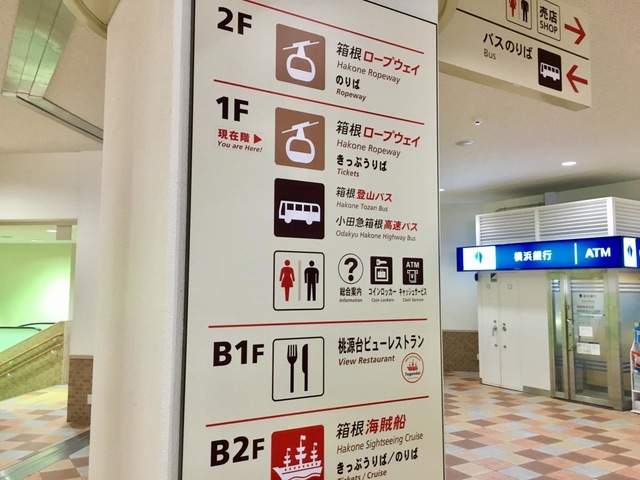 2F
箱根ロープウェイ
Hakone Ropeway
のりば
Ropeway
1F
現在階
You are Here!
箱根ロープウェイ
Hakone Ropeway
きっぷうりば
Tickets
箱根登山バス
Hakone Tozan Bus
小田急箱根高速バス
Odakyu Hakone Highway Bus
?
総合案内
Information
コインロッカー
Coin Lockers
ATM
キャッシュサービス
Cash Service
B1F
桃源台ビューレストラン
View Restaurant
B2F
箱根海賊船
Hakone Sightseeing Cruise
きっぷうりば/のりば
Tickets / Cruise
売店
SHOP
バスのりば
Bus
横浜銀行
ATM